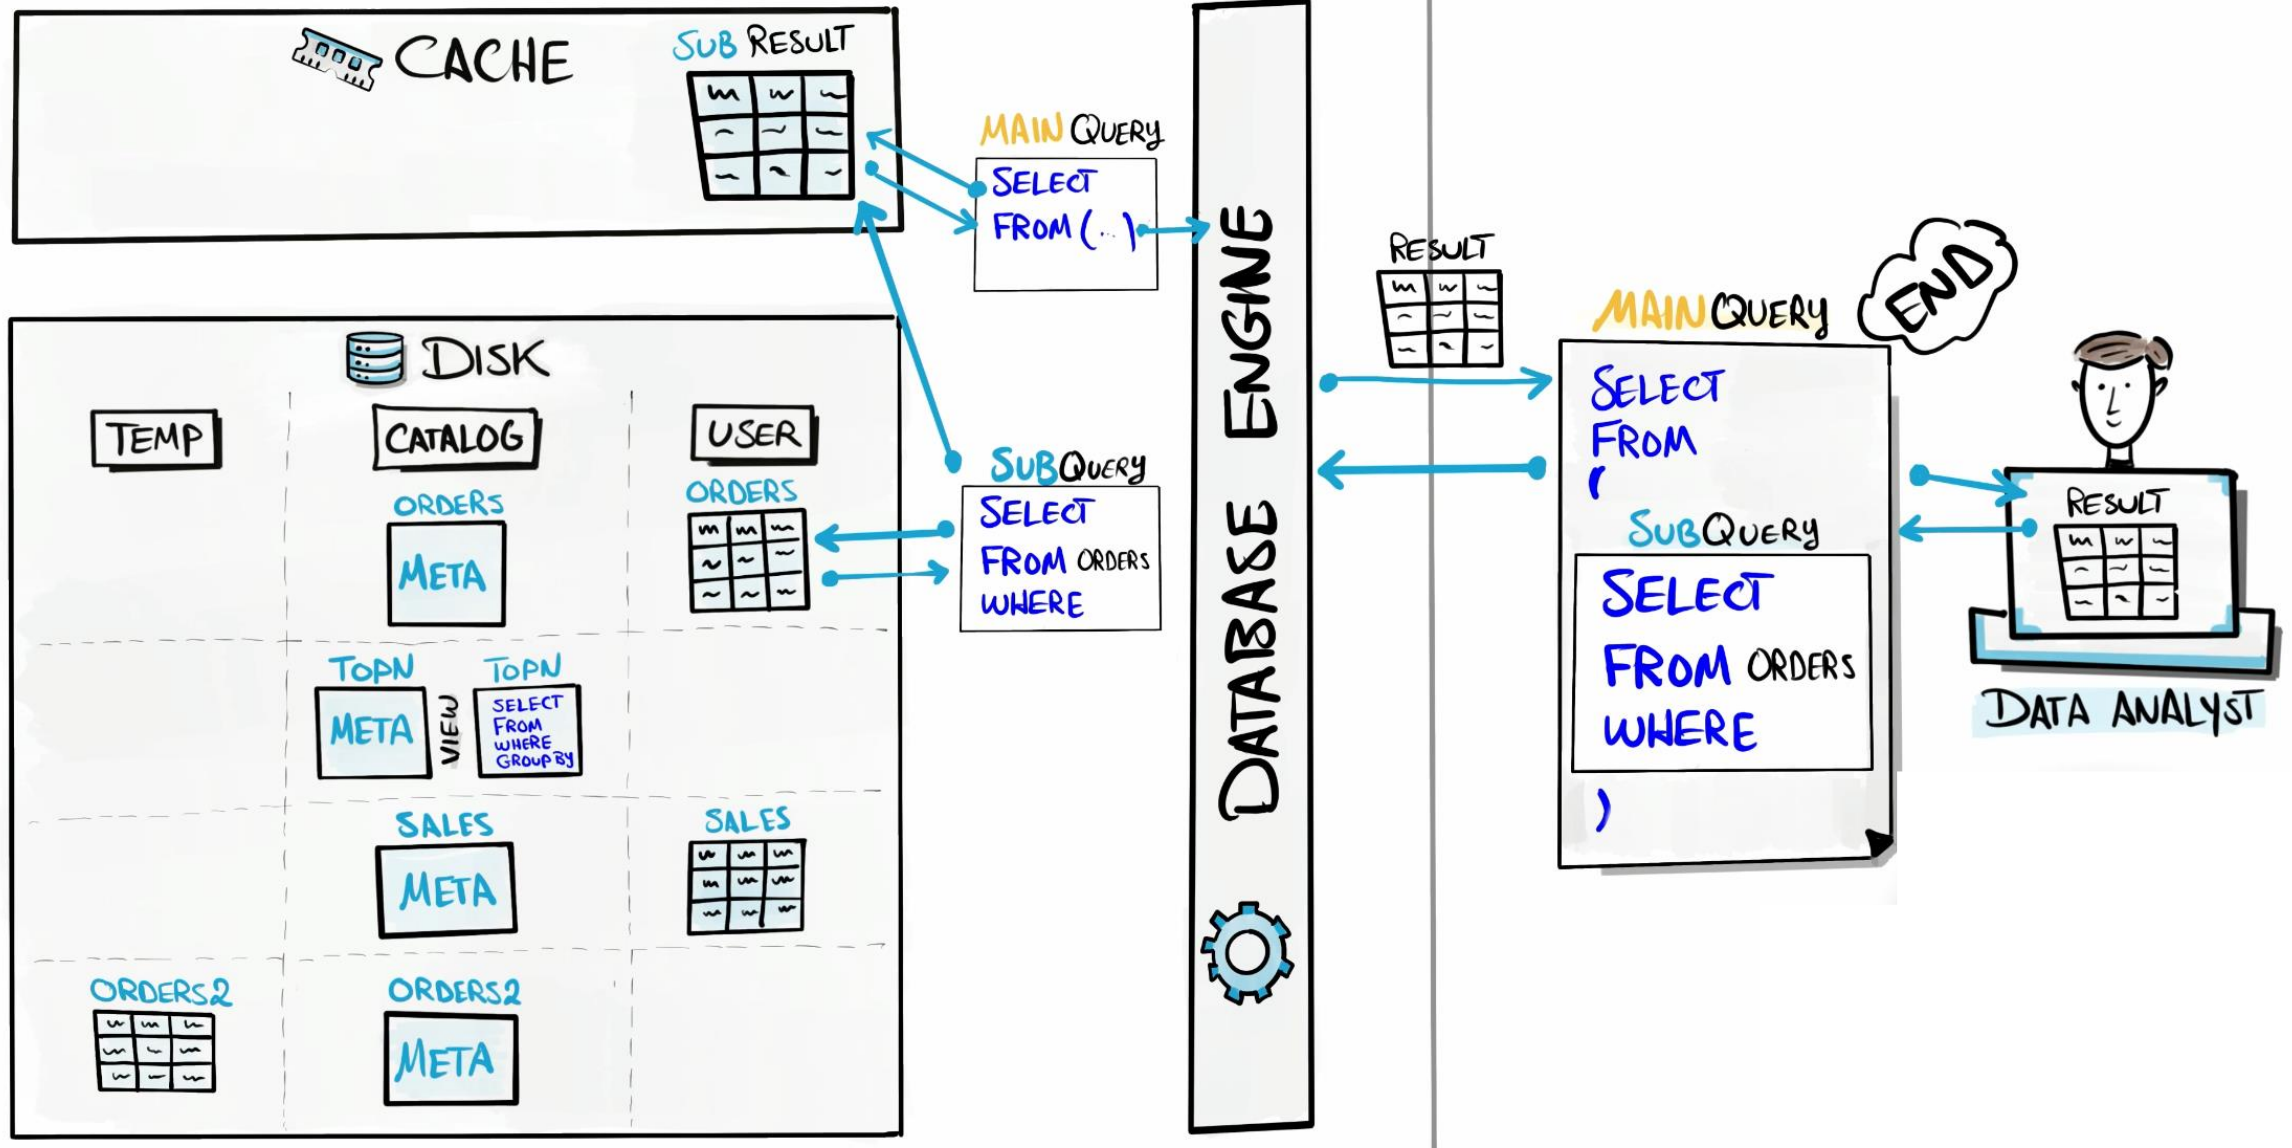 CACHE
SUB RESULT
MAIN QUERY
SELECT
FROM (...)
DISK
TEMP
CATALOG
USER
ORDERS
META
ORDERS
SUBQUERY
SELECT
FROM ORDERS
WHERE
TOPN
META
VIEW
TOPN
SELECT
FROM
WHERE
GROUP BY
SALES
META
SALES
ORDERS2
ORDERS2
META
DATABASE ENGINE
RESULT
MAIN QUERY
SELECT
FROM
(
SUBQUERY
SELECT
FROM ORDERS
WHERE
)
END
RESULT
DATA ANALYST